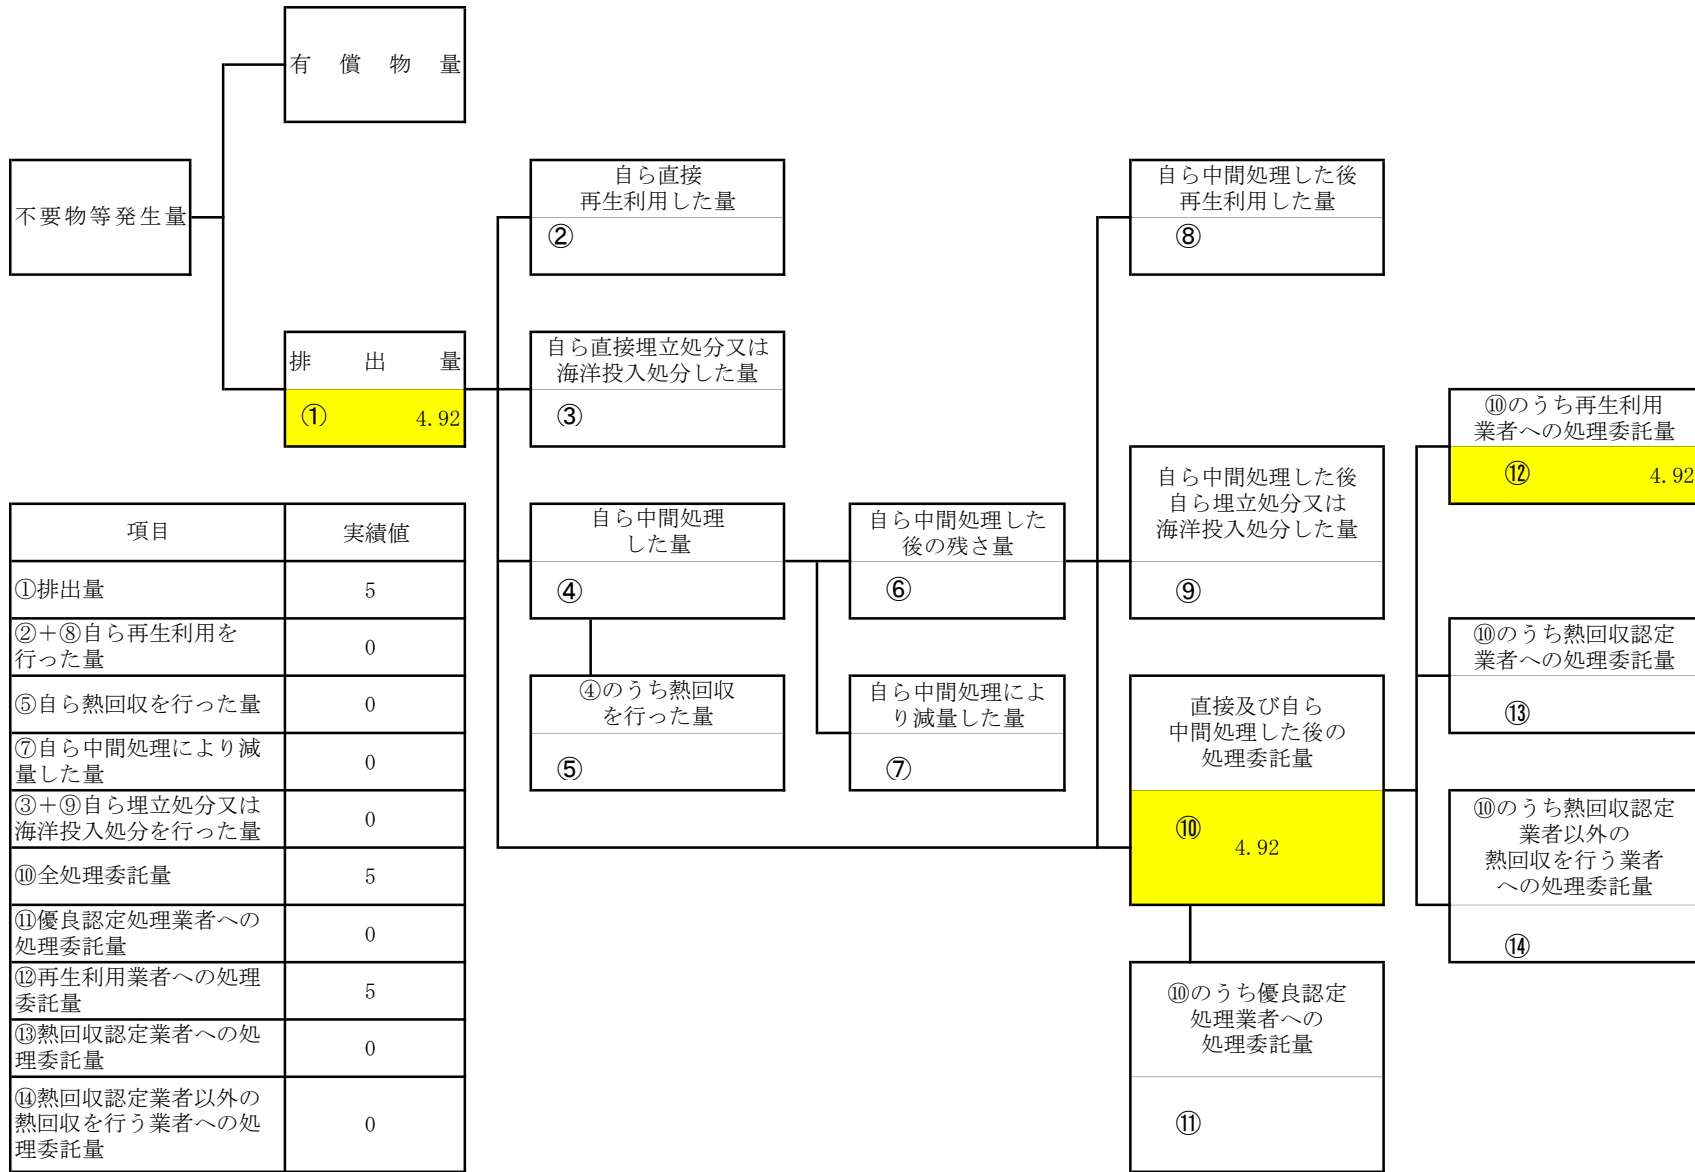 有償物量
不要物等発生量
排出量
① 4.92
自ら直接
再生利用した量
②
自ら直接埋立処分又は
海洋投入処分した量
③
自ら中間処理
した量
④
④のうち熱回収
を行った量
⑤
自ら中間処理した
後の残さ量
⑥
自ら中間処理によ
り減量した量
⑦
自ら中間処理した後
再生利用した量
⑧
自ら中間処理した後
自ら埋立処分又は
海洋投入処分した量
⑨
直接及び自ら
中間処理した後の
処理委託量
⑩
4.92
⑩のうち優良認定
処理業者への
処理委託量
⑪
⑩のうち再生利用
業者への処理委託量
⑫ 4.92
⑩のうち熱回収認定
業者への処理委託量
⑬
⑩のうち熱回収認定
業者以外の
熱回収を行う業者
への処理委託量
⑭
項目 実績値
①排出量 5
②+⑧自ら再生利用を
行った量 0
⑤自ら熱回収を行った量 0
⑦自ら中間処理により減
量した量 0
③+⑨自ら埋立処分又は
海洋投入処分を行った量 0
⑩全処理委託量 5
⑪優良認定処理業者への
処理委託量 0
⑫再生利用業者への処理
委託量 5
⑬熱回収認定業者への処
理委託量 0
⑭熱回収認定業者以外の
熱回収を行う業者への処
理委託量 0